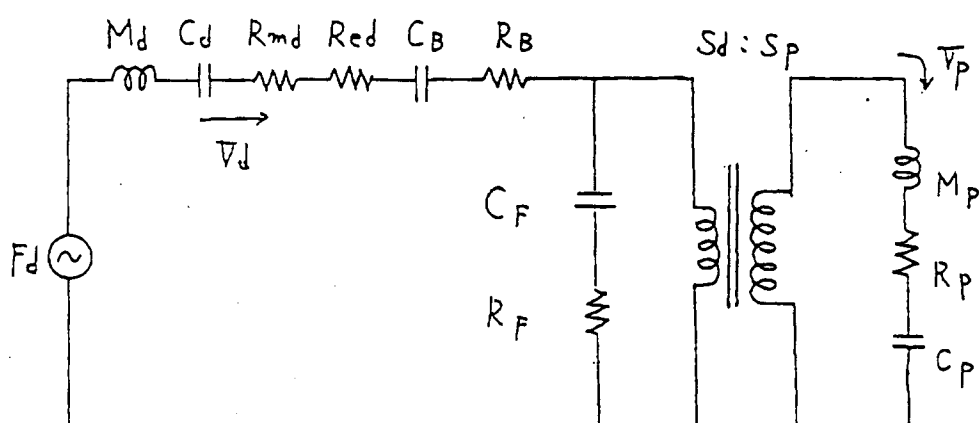 Md Cd Rmd Red CB RB
Sd : Sp
Vp
Vd
Mp
CF
Fd
Rp
RF
Cp